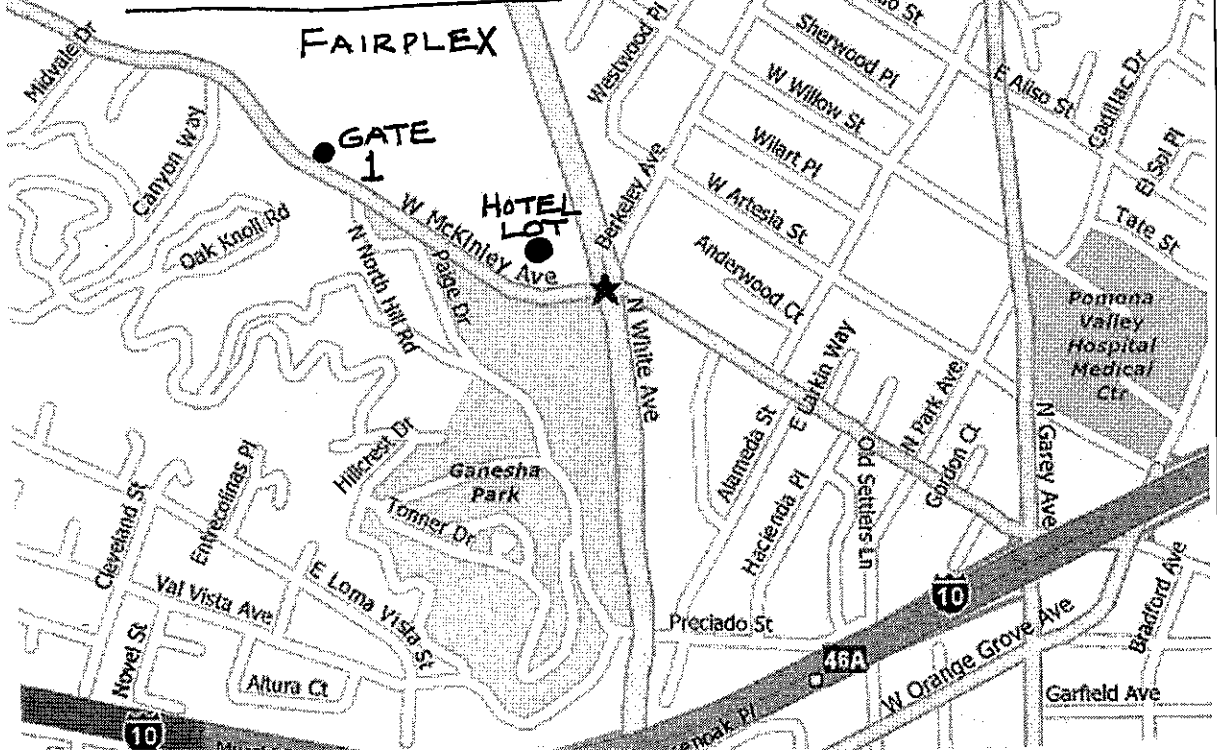 FAIRPLEX
Midvale Dr
Westwood Pl
Sherwood Pl
E Aliso St
Cadillac Dr
W Willow St
GATE
1
Canyon Way
Wilart Pl
El Sol Pl
HOTEL
LOT
W McKinley Ave
Berkeley Ave
W Artesia St
Tate St
Oak Knoll Rd
N North Hill Rd
Paige Dr
Anderwood Ct
N White Ave
Pomona
Valley
Hospital
Medical
Ctr
E Larkin Way
N Park Ave
Alameda St
Hillcrest Dr
Ganesha
Park
Old Settlers Ln
Gordon Ct
N Garey Ave
Entrecolinas Pl
Cleveland St
Tonner Dr
Hacienda Pl
Val Vista Ave
E Loma Vista St
10
Preciado St
Bradford Ave
46A
W Orange Grove Ave
Novel St
Altura Ct
Garfield Ave
10